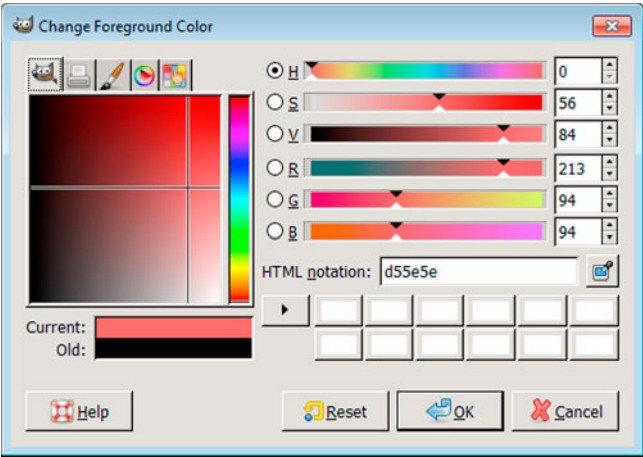 Change Foreground Color
H 0
S 56
V 84
R 213
G 94
B 94
HTML notation: d55e5e
Current:
Old:
Help
Reset
OK
Cancel